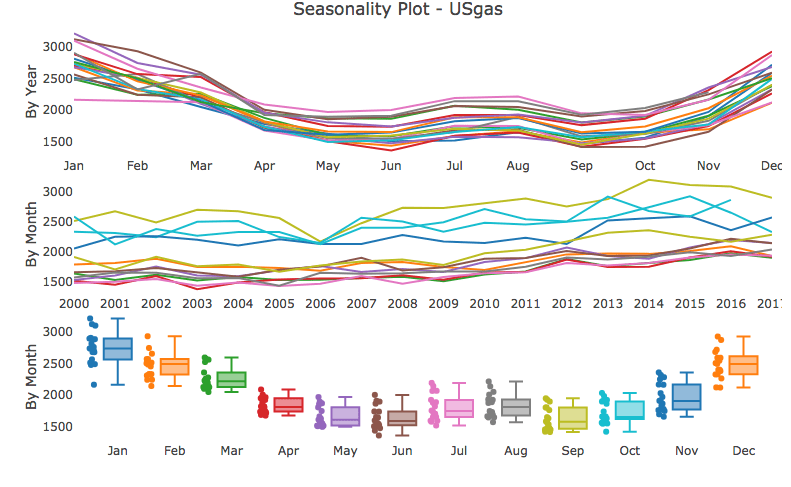 Seasonality Plot - USgas
By Year
3000
2500
2000
1500
Jan Feb Mar Apr May Jun Jul Aug Sep Oct Nov Dec
By Month
3000
2500
2000
1500
2000 2001 2002 2003 2004 2005 2006 2007 2008 2009 2010 2011 2012 2013 2014 2015 2016 2017
By Month
3000
2500
2000
1500
Jan Feb Mar Apr May Jun Jul Aug Sep Oct Nov Dec